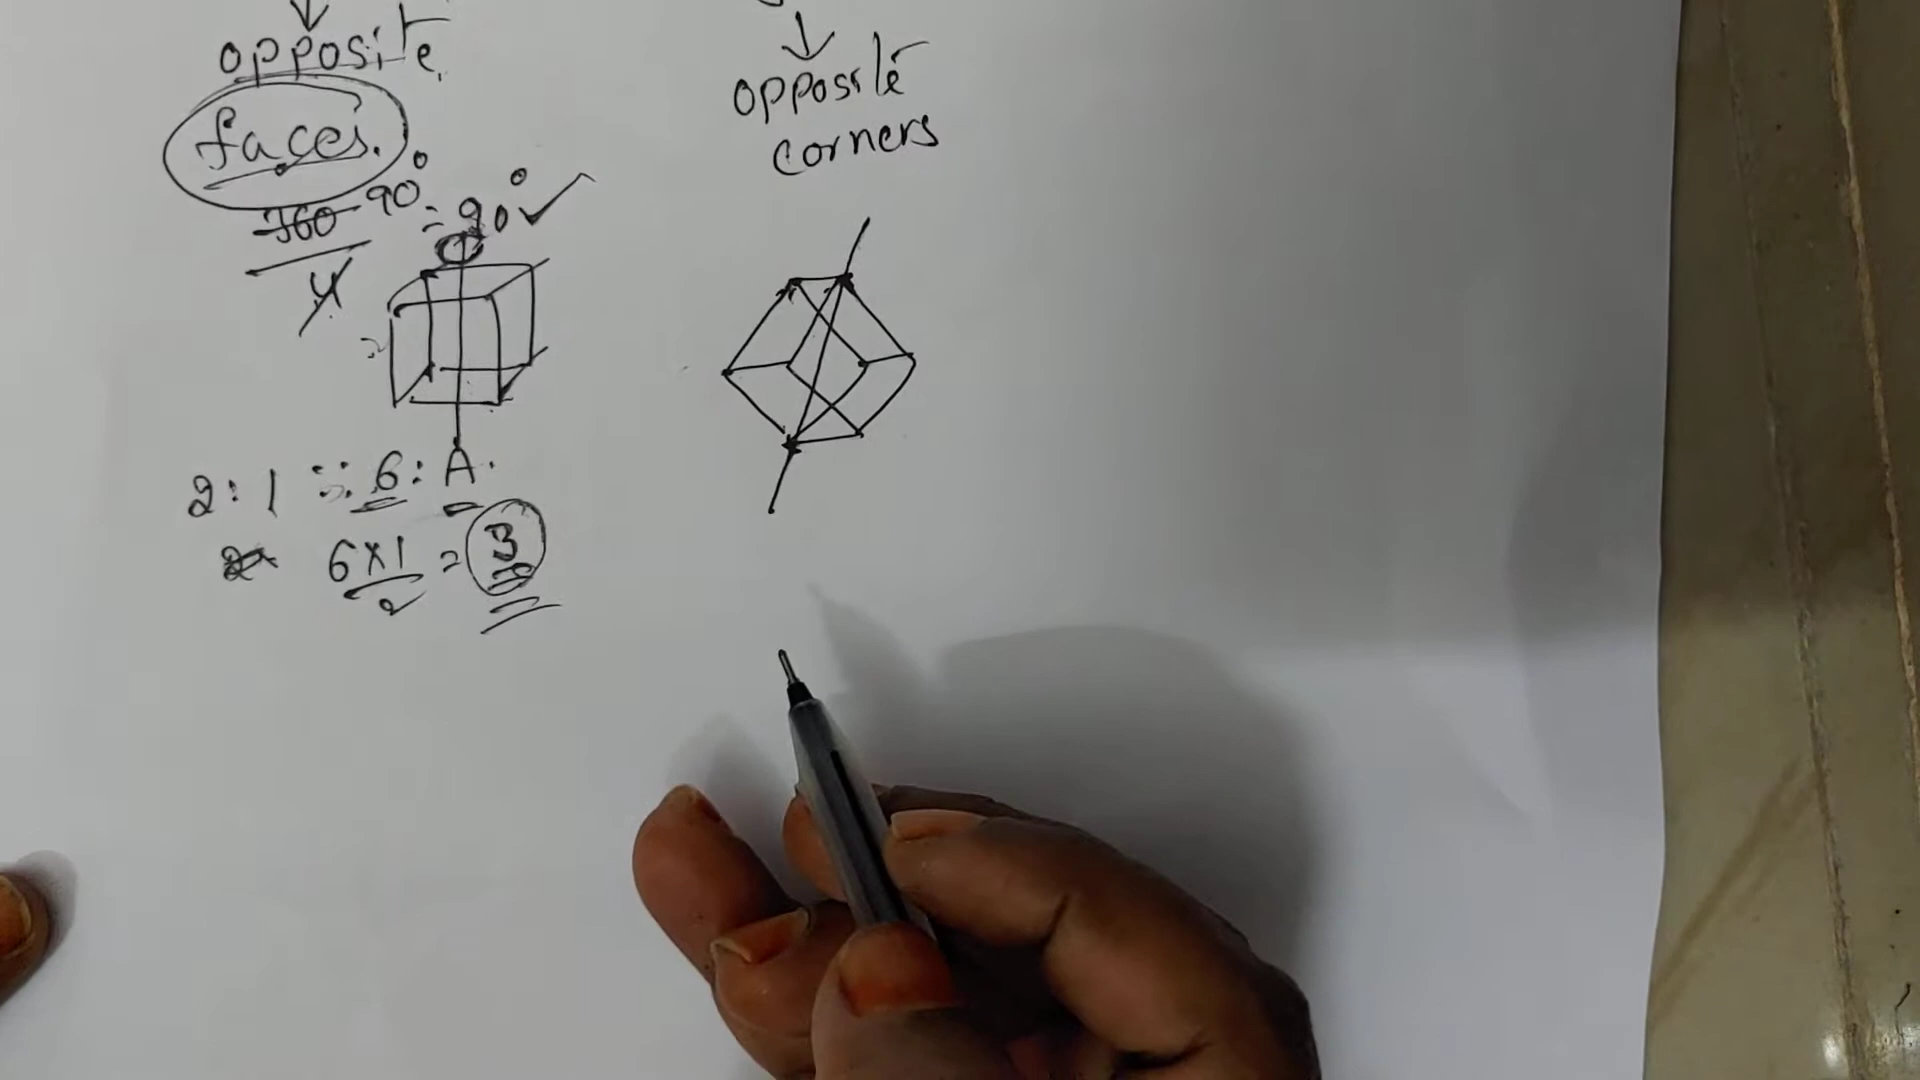 opposite
faces.
360 90° = 90° ✓
4
2 : 1 :: 6 : A.
6×1 = 3
2
opposite
corners